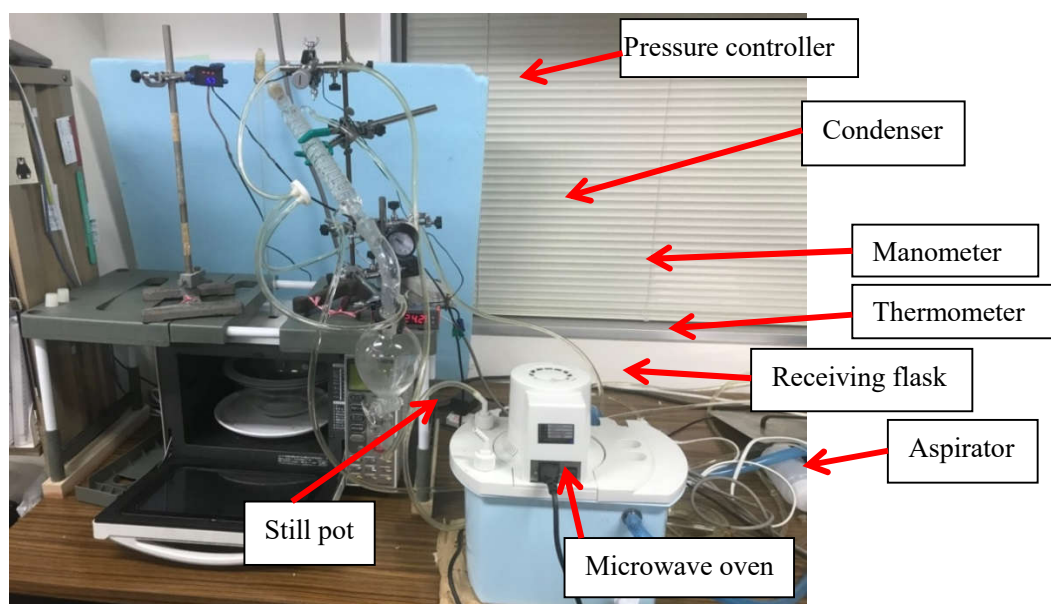 Pressure controller
Condenser
Manometer
Thermometer
Receiving flask
Aspirator
Still pot
Microwave oven